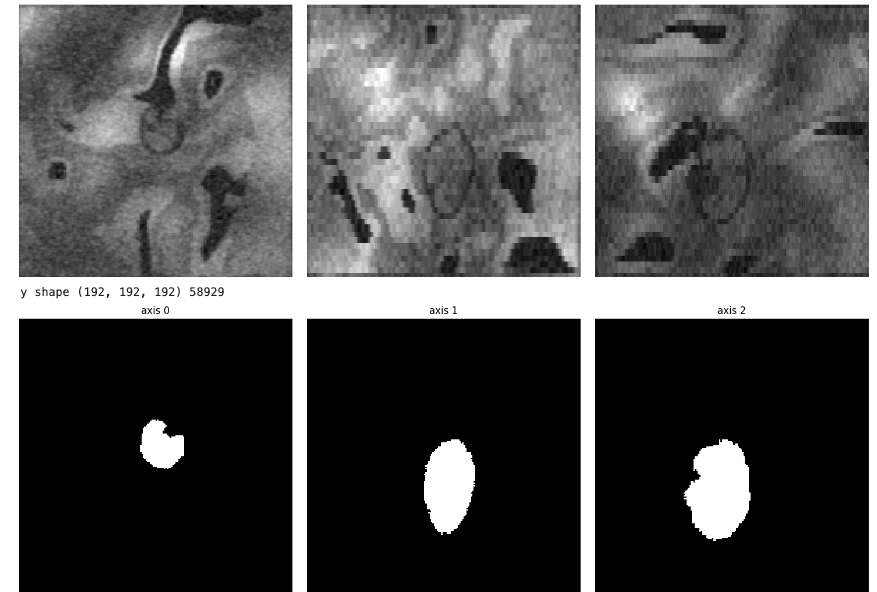 y shape (192, 192, 192) 58929
axis 0
axis 1
axis 2